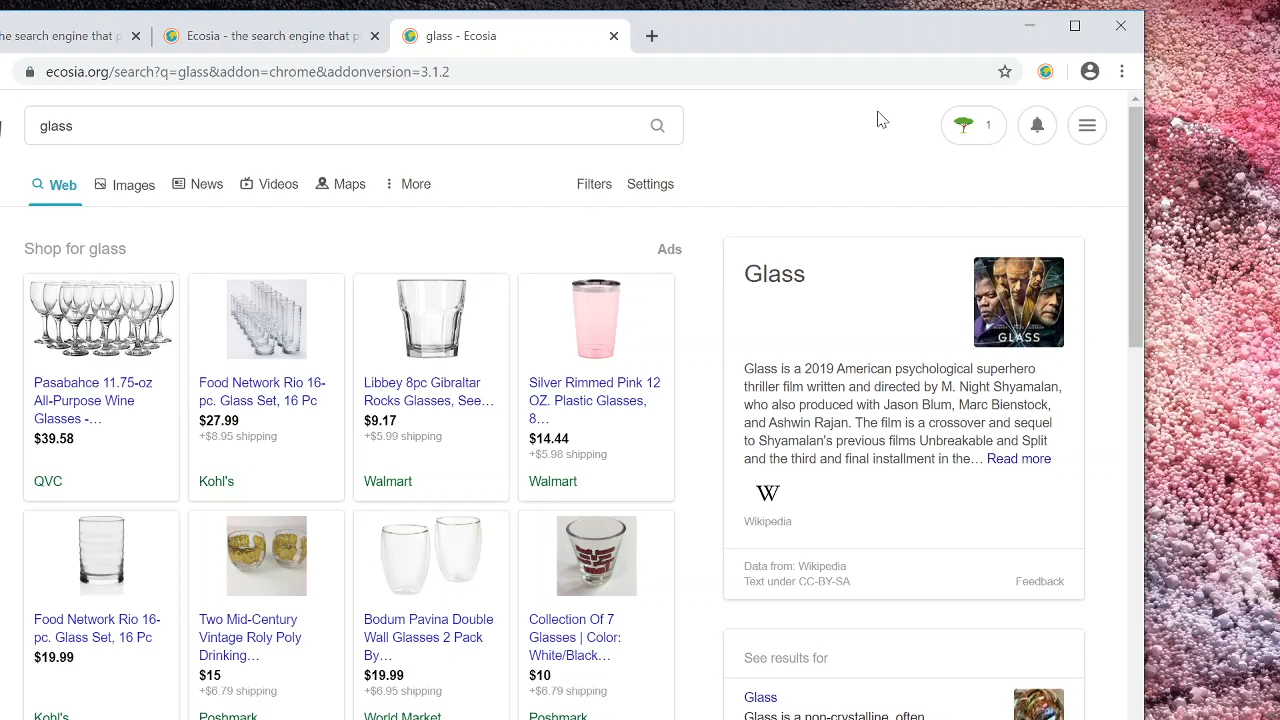 he search engine that p
Ecosia - the search engine that p
glass - Ecosia
ecosia.org/search?q=glass&addon=chrome&addonversion=3.1.2
glass
1
Web
Images
News
Videos
Maps
More
Filters
Settings
Shop for glass
Ads
Pasabahce 11.75-oz
All-Purpose Wine
Glasses -...
$39.58
QVC
Food Network Rio 16-
pc. Glass Set, 16 Pc
$27.99
+$8.95 shipping
Kohl's
Libbey 8pc Gibraltar
Rocks Glasses, See...
$9.17
+$5.99 shipping
Walmart
Silver Rimmed Pink 12
OZ. Plastic Glasses,
8...
$14.44
+$5.98 shipping
Walmart
Food Network Rio 16-
pc. Glass Set, 16 Pc
$19.99
Kohl's
Two Mid-Century
Vintage Roly Poly
Drinking...
$15
+$6.79 shipping
Poshmark
Bodum Pavina Double
Wall Glasses 2 Pack
By...
$19.99
+$6.95 shipping
World Market
Collection Of 7
Glasses | Color:
White/Black...
$10
+$6.79 shipping
Poshmark
Glass
GLASS
Glass is a 2019 American psychological superhero
thriller film written and directed by M. Night Shyamalan,
who also produced with Jason Blum, Marc Bienstock,
and Ashwin Rajan. The film is a crossover and sequel
to Shyamalan's previous films Unbreakable and Split
and the third and final installment in the... Read more
W
Wikipedia
Data from: Wikipedia
Text under CC-BY-SA
Feedback
See results for
Glass
Glass is a non-crystalline, often